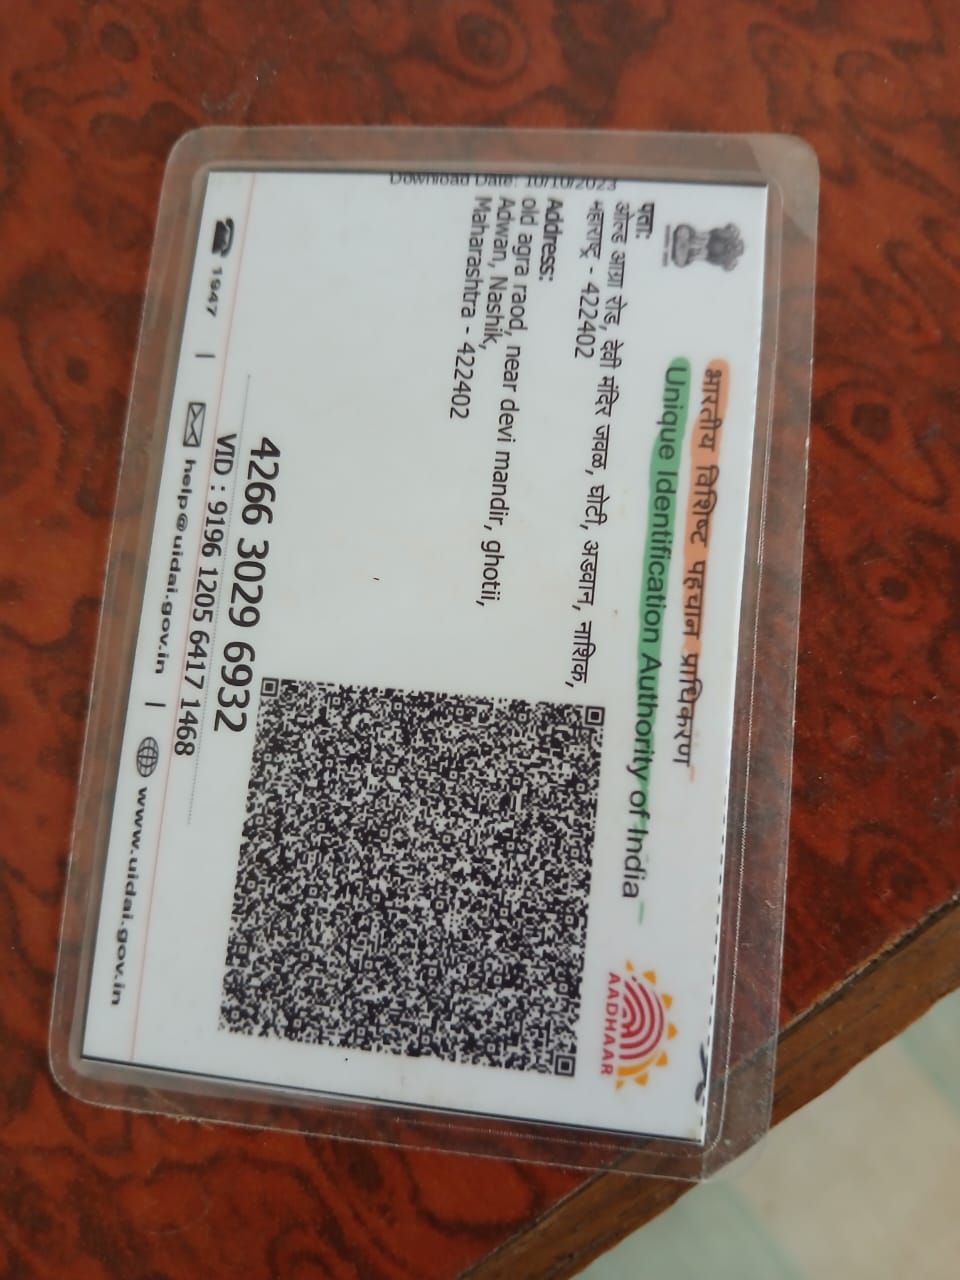 भारतीय विशिष्ट पहचान प्राधिकरण
Unique Identification Authority of India
AADHAAR
पता:
ओल्ड आग्रा रोड, देवी मंदिर जवळ, घोटी, अडवान, नाशिक,
महाराष्ट्र - 422402
Address:
old agra raod, near devi mandir, ghotii,
Adwan, Nashik,
Maharashtra - 422402
Download Date: 10/10/2023
4266 3029 6932
VID : 9196 1205 6417 1468
1947 | help@uidai.gov.in | www.uidai.gov.in